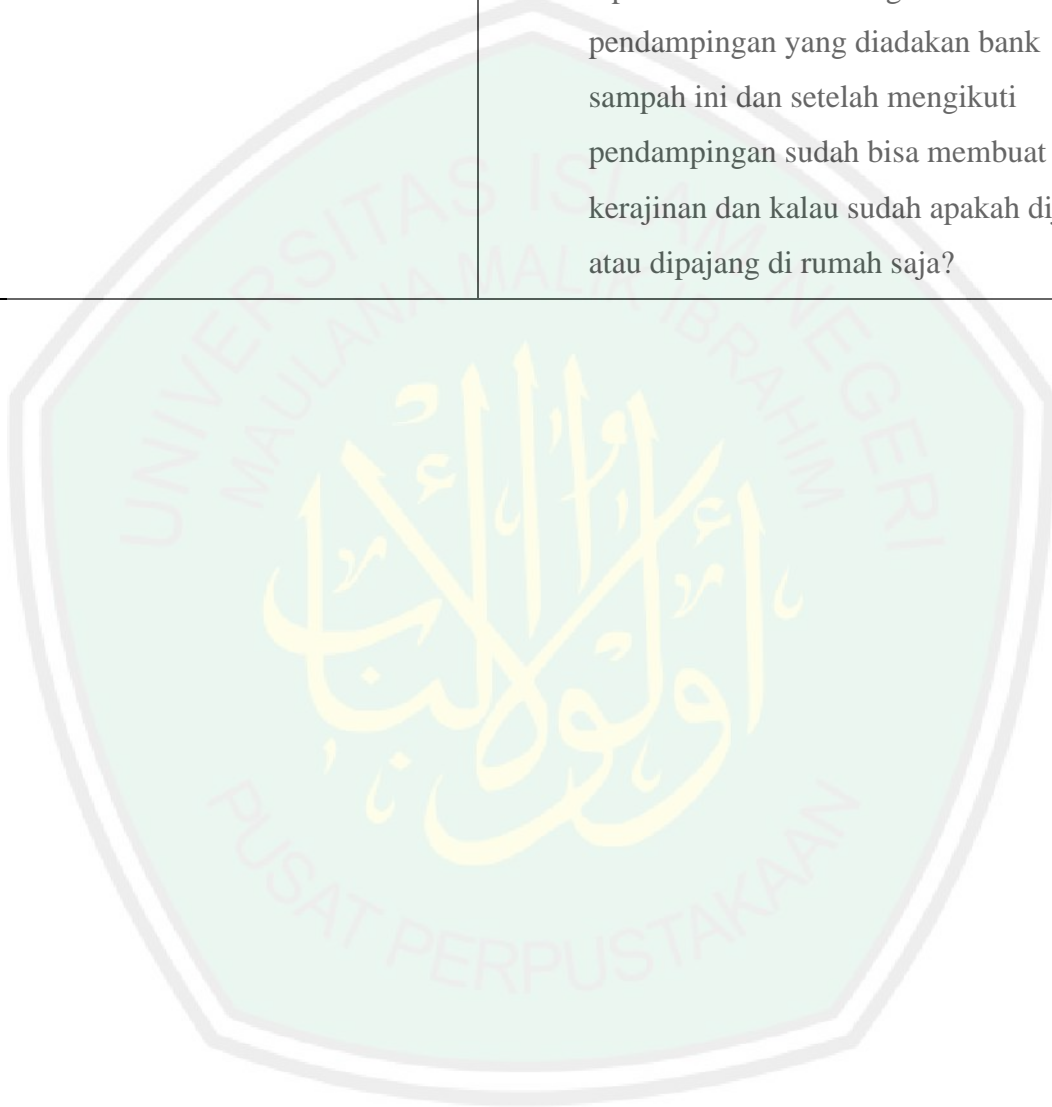 pendampingan yang diadakan bank
sampah ini dan setelah mengikuti
pendampingan sudah bisa membuat
kerajinan dan kalau sudah apakah
atau dipajang di rumah saja?
UNIVERSITAS ISLAM NEGERI
MAULANA MALIK IBRAHIM
أولوا الألباب
PUSAT PERPUSTAKAAN